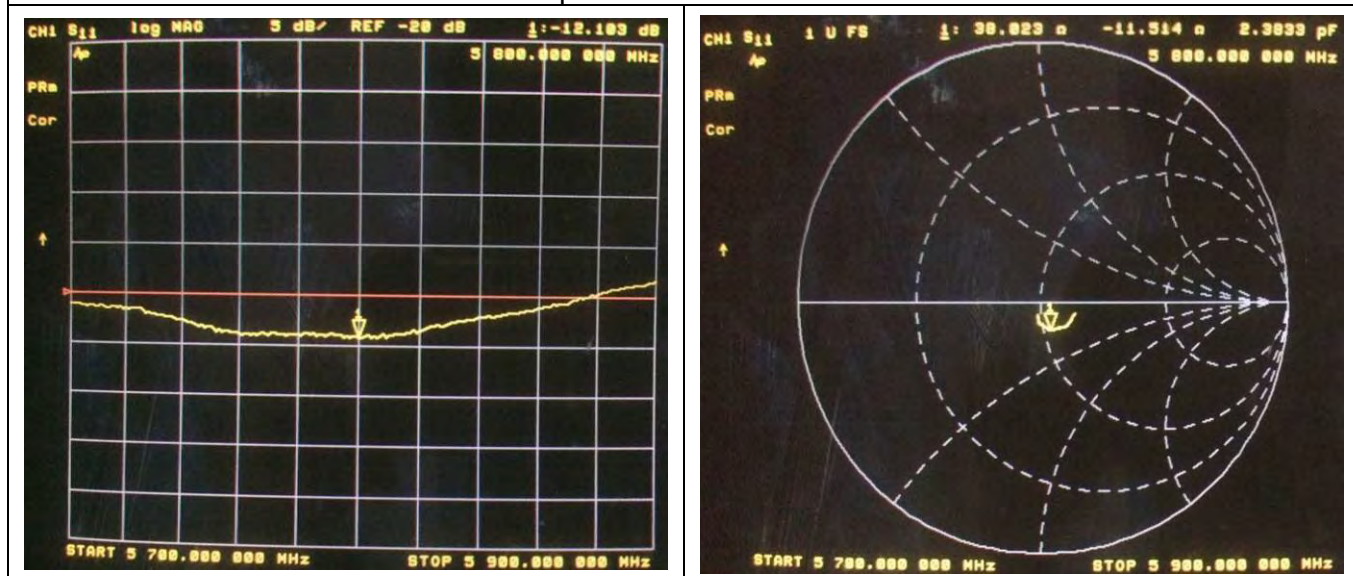 CH1 S11 log MAG 5 dB/ REF -20 dB 1:-12.103 dB
5 800.000 000 MHz
PRm
Cor
1
START 5 700.000 000 MHz STOP 5 900.000 000 MHz
CH1 S11 1 U FS 1: 38.023 Ω -11.514 Ω 2.3833 pF
5 800.000 000 MHz
PRm
Cor
1
START 5 700.000 000 MHz STOP 5 900.000 000 MHz